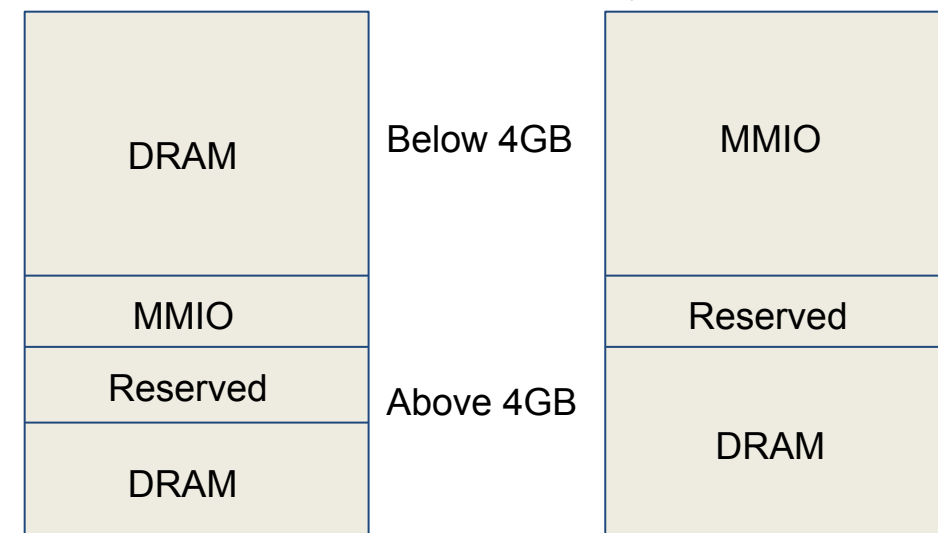 DRAM
MMIO
Reserved
DRAM
Below 4GB
Above 4GB
MMIO
Reserved
DRAM